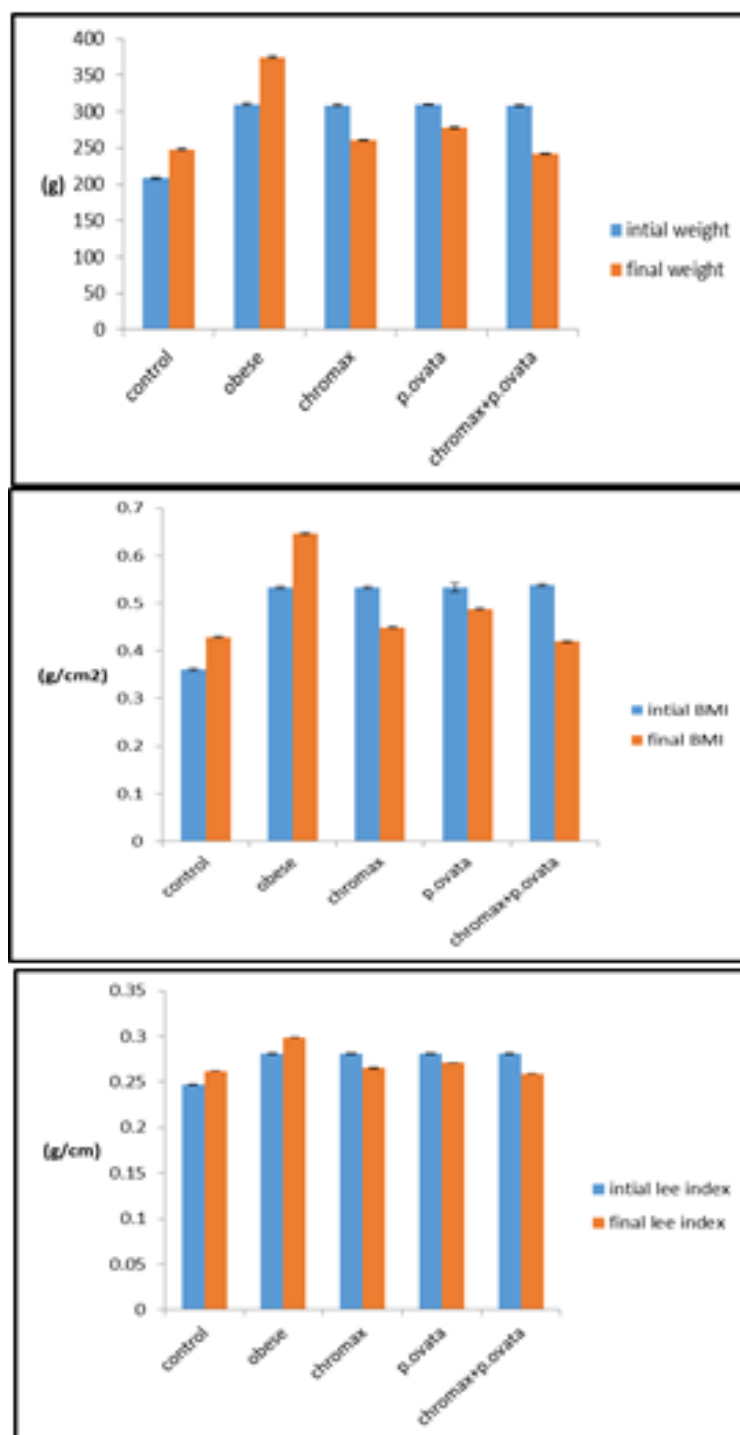 400
350
300
250
200
150
100
50
0
(g)
control
obese
chromax
p.ovata
chromax+p.ovata
intial weight
final weight
0.7
0.6
0.5
0.4
0.3
0.2
0.1
0
(g/cm2)
control
obese
chromax
p.ovata
chromax+p.ovata
intial BMI
final BMI
0.35
0.3
0.25
0.2
0.15
0.1
0.05
0
(g/cm)
control
obese
chromax
p.ovata
chromax+p.ovata
intial lee index
final lee index